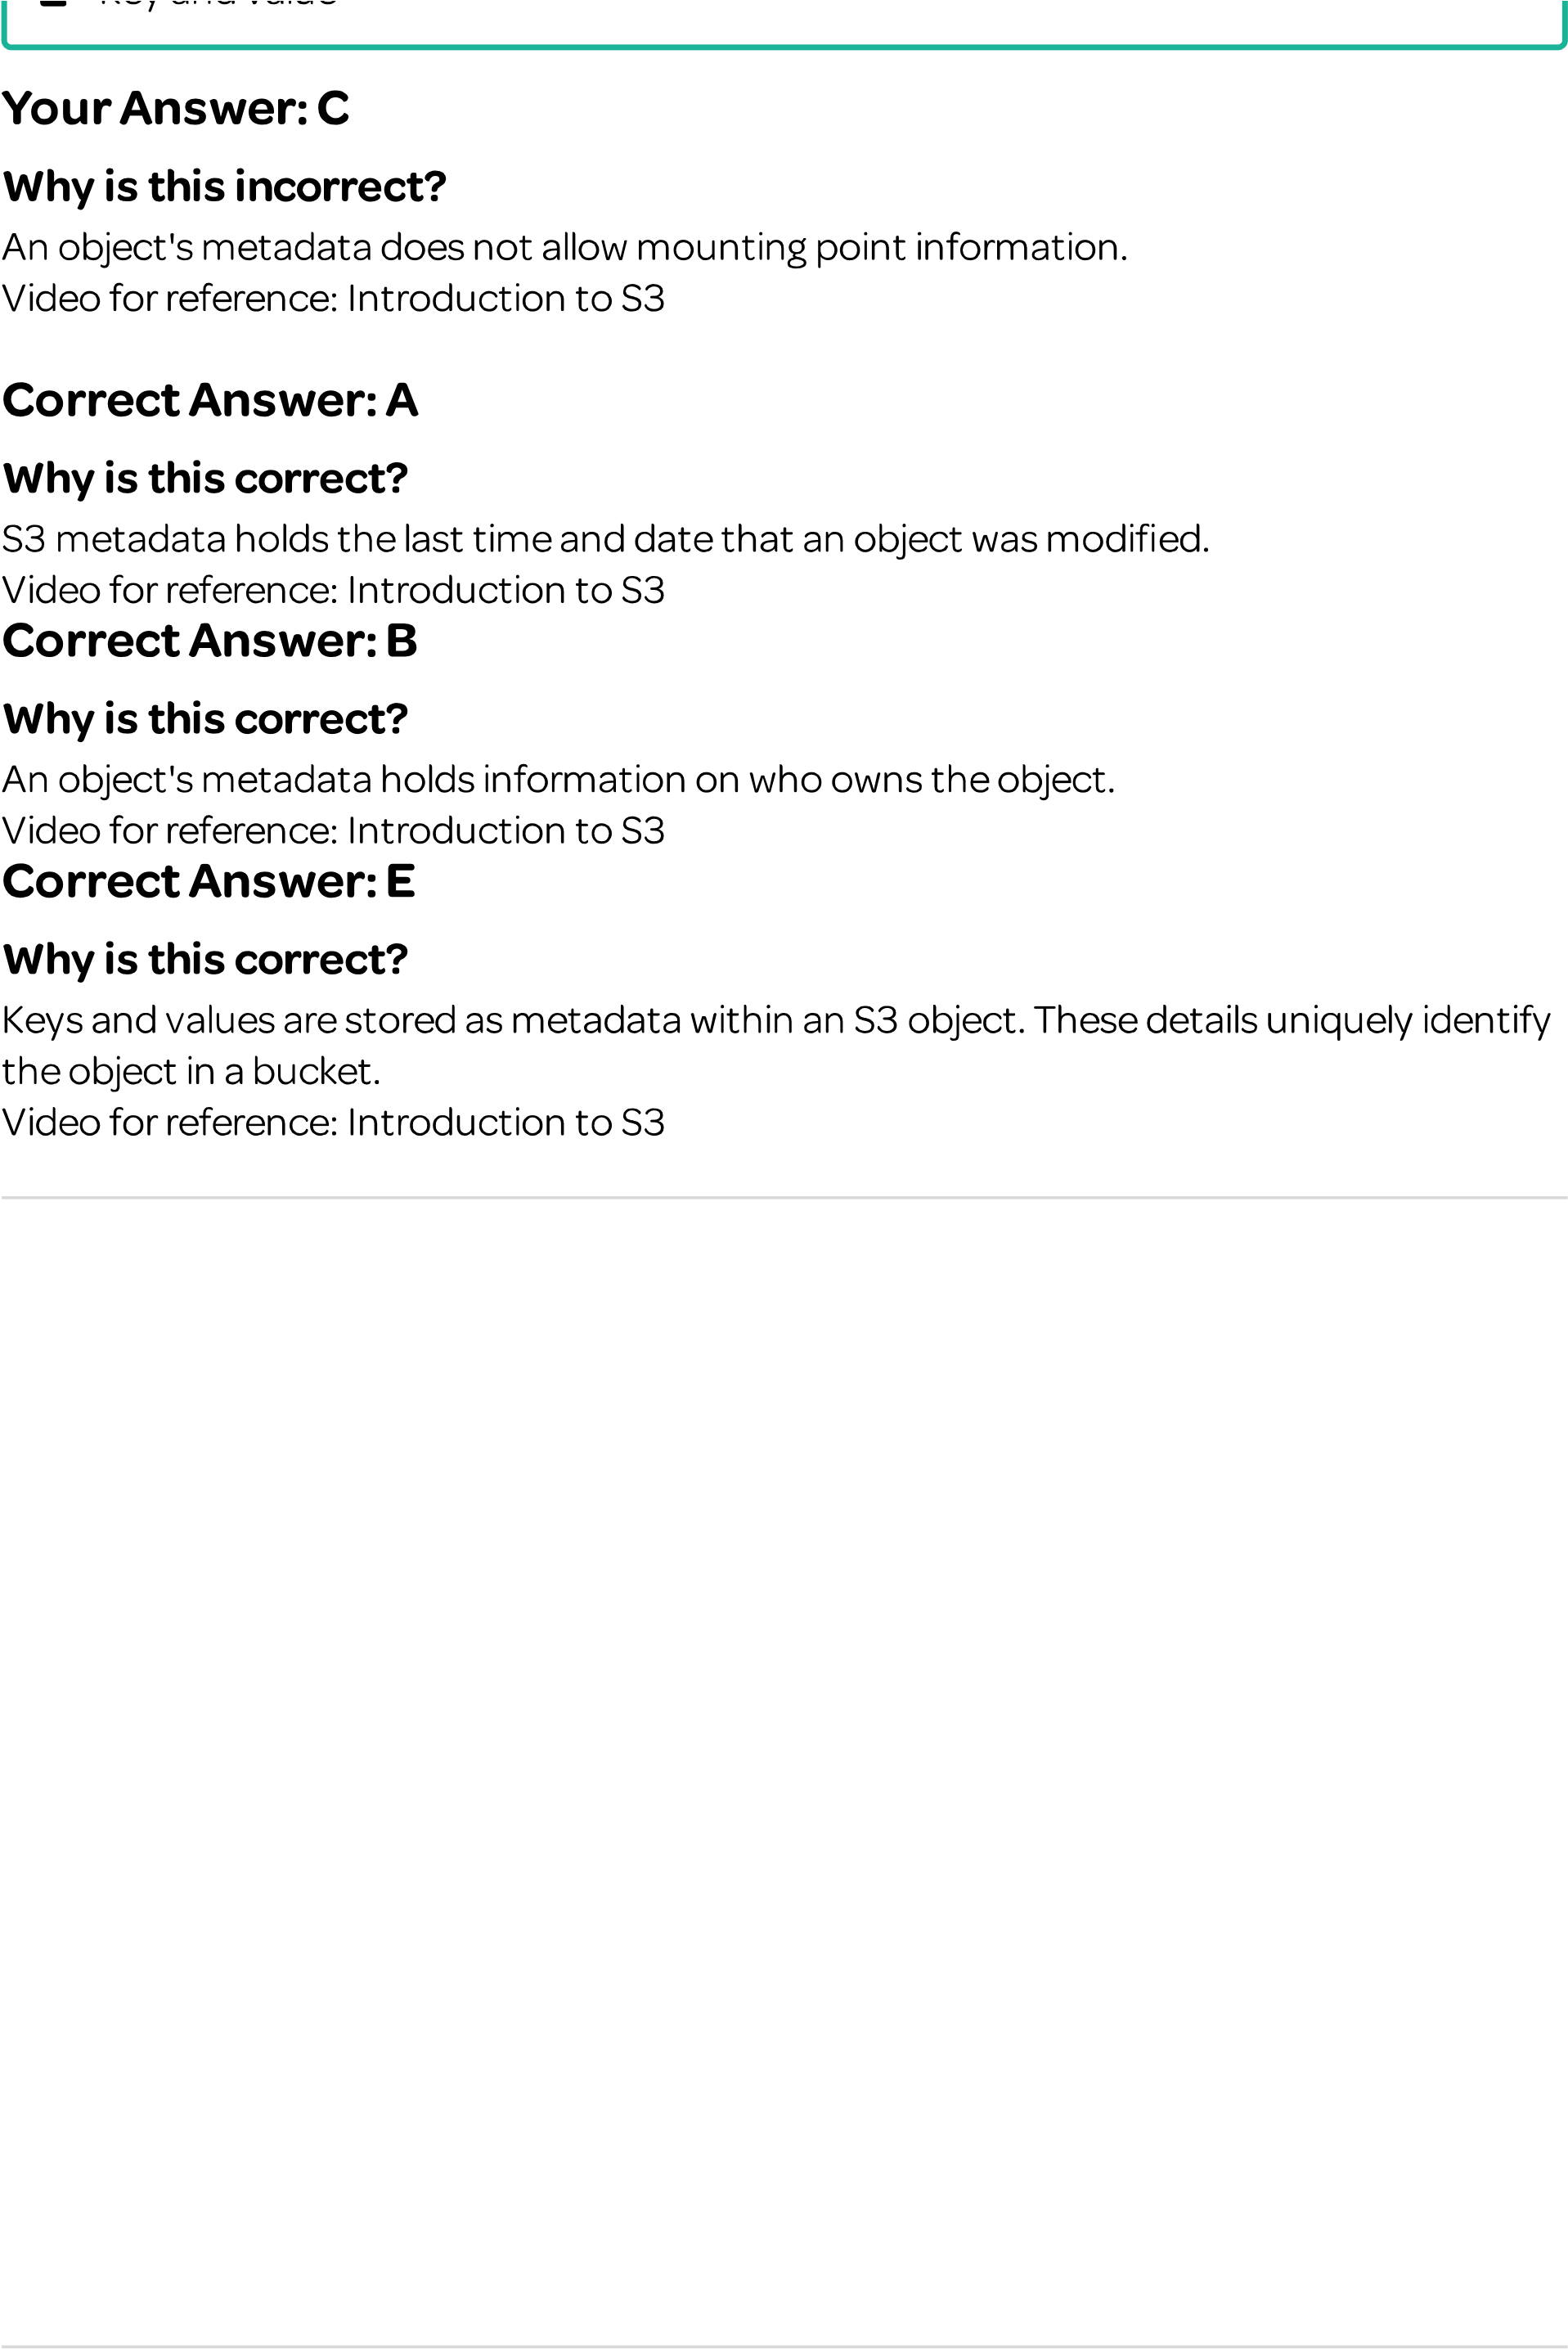 Key and value
Your Answer: C
Why is this incorrect?
An object's metadata does not allow mounting point information.
Video for reference: Introduction to S3
Correct Answer: A
Why is this correct?
S3 metadata holds the last time and date that an object was modified.
Video for reference: Introduction to S3
Correct Answer: B
Why is this correct?
An object's metadata holds information on who owns the object.
Video for reference: Introduction to S3
Correct Answer: E
Why is this correct?
Keys and values are stored as metadata within an S3 object. These details uniquely identify
the object in a bucket.
Video for reference: Introduction to S3